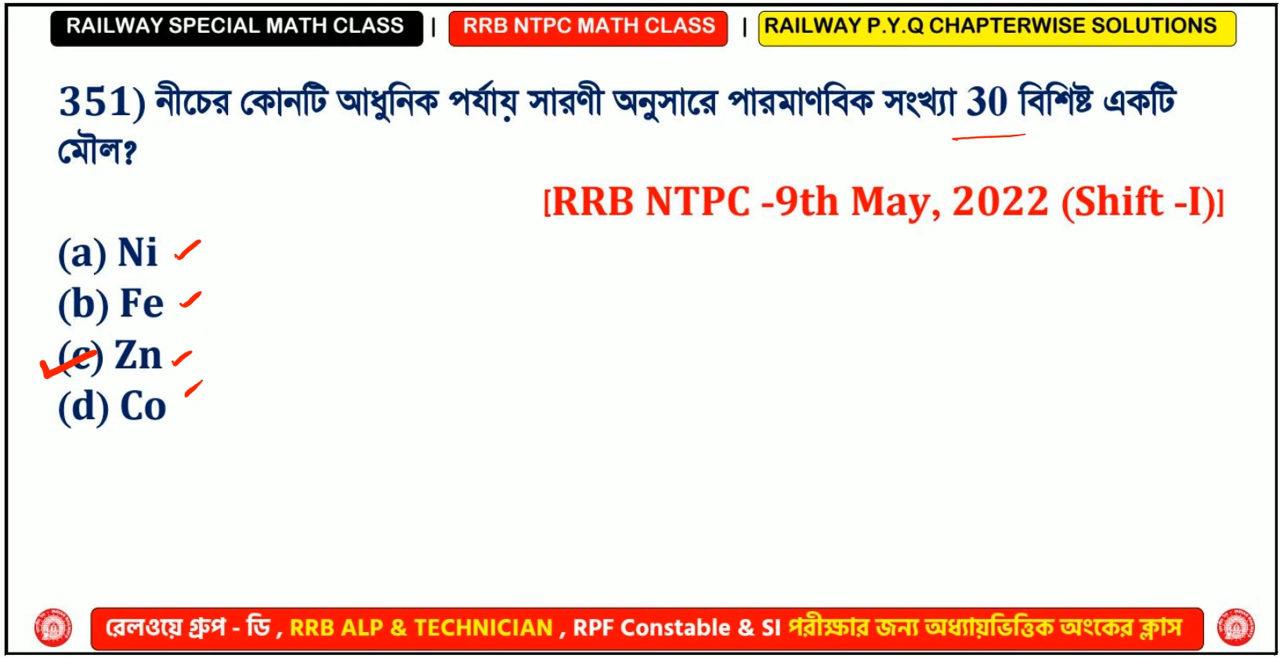 RAILWAY SPECIAL MATH CLASS | RRB NTPC MATH CLASS | RAILWAY P.Y.Q CHAPTERWISE SOLUTIONS
351) নীচের কোনটি আধুনিক পর্যায় সারণী অনুসারে পারমাণবিক সংখ্যা 30 বিশিষ্ট একটি
মৌল?
[RRB NTPC -9th May, 2022 (Shift -I)]
(a) Ni
(b) Fe
(c) Zn
(d) Co
রেলওয়ে গ্রুপ - ডি , RRB ALP & TECHNICIAN , RPF Constable & SI পরীক্ষার জন্য অধ্যায়ভিত্তিক অংকের ক্লাস